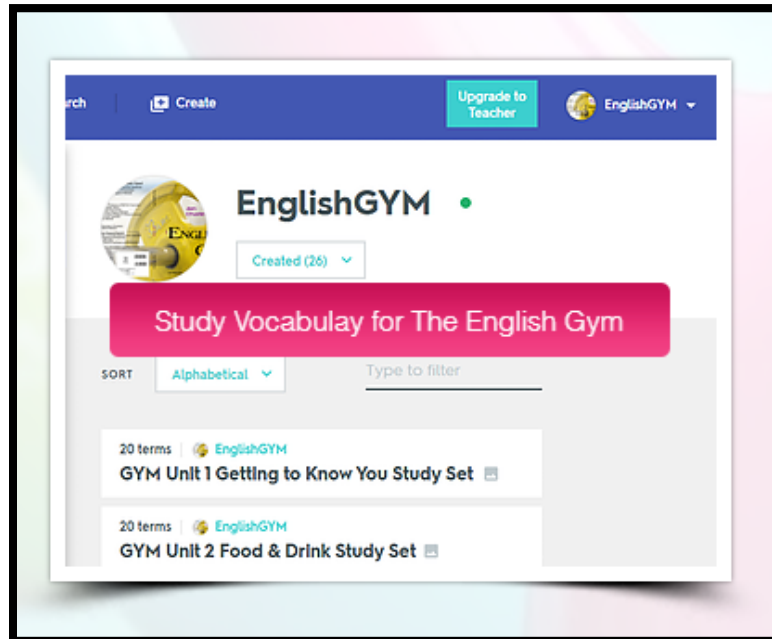 Create
Upgrade to
Teacher
EnglishGYM
EnglishGYM
Created (26)
Study Vocabulay for The English Gym
SORT
Alphabetical
Type to filter
20 terms EnglishGYM
GYM Unit 1 Getting to Know You Study Set
20 terms EnglishGYM
GYM Unit 2 Food & Drink Study Set